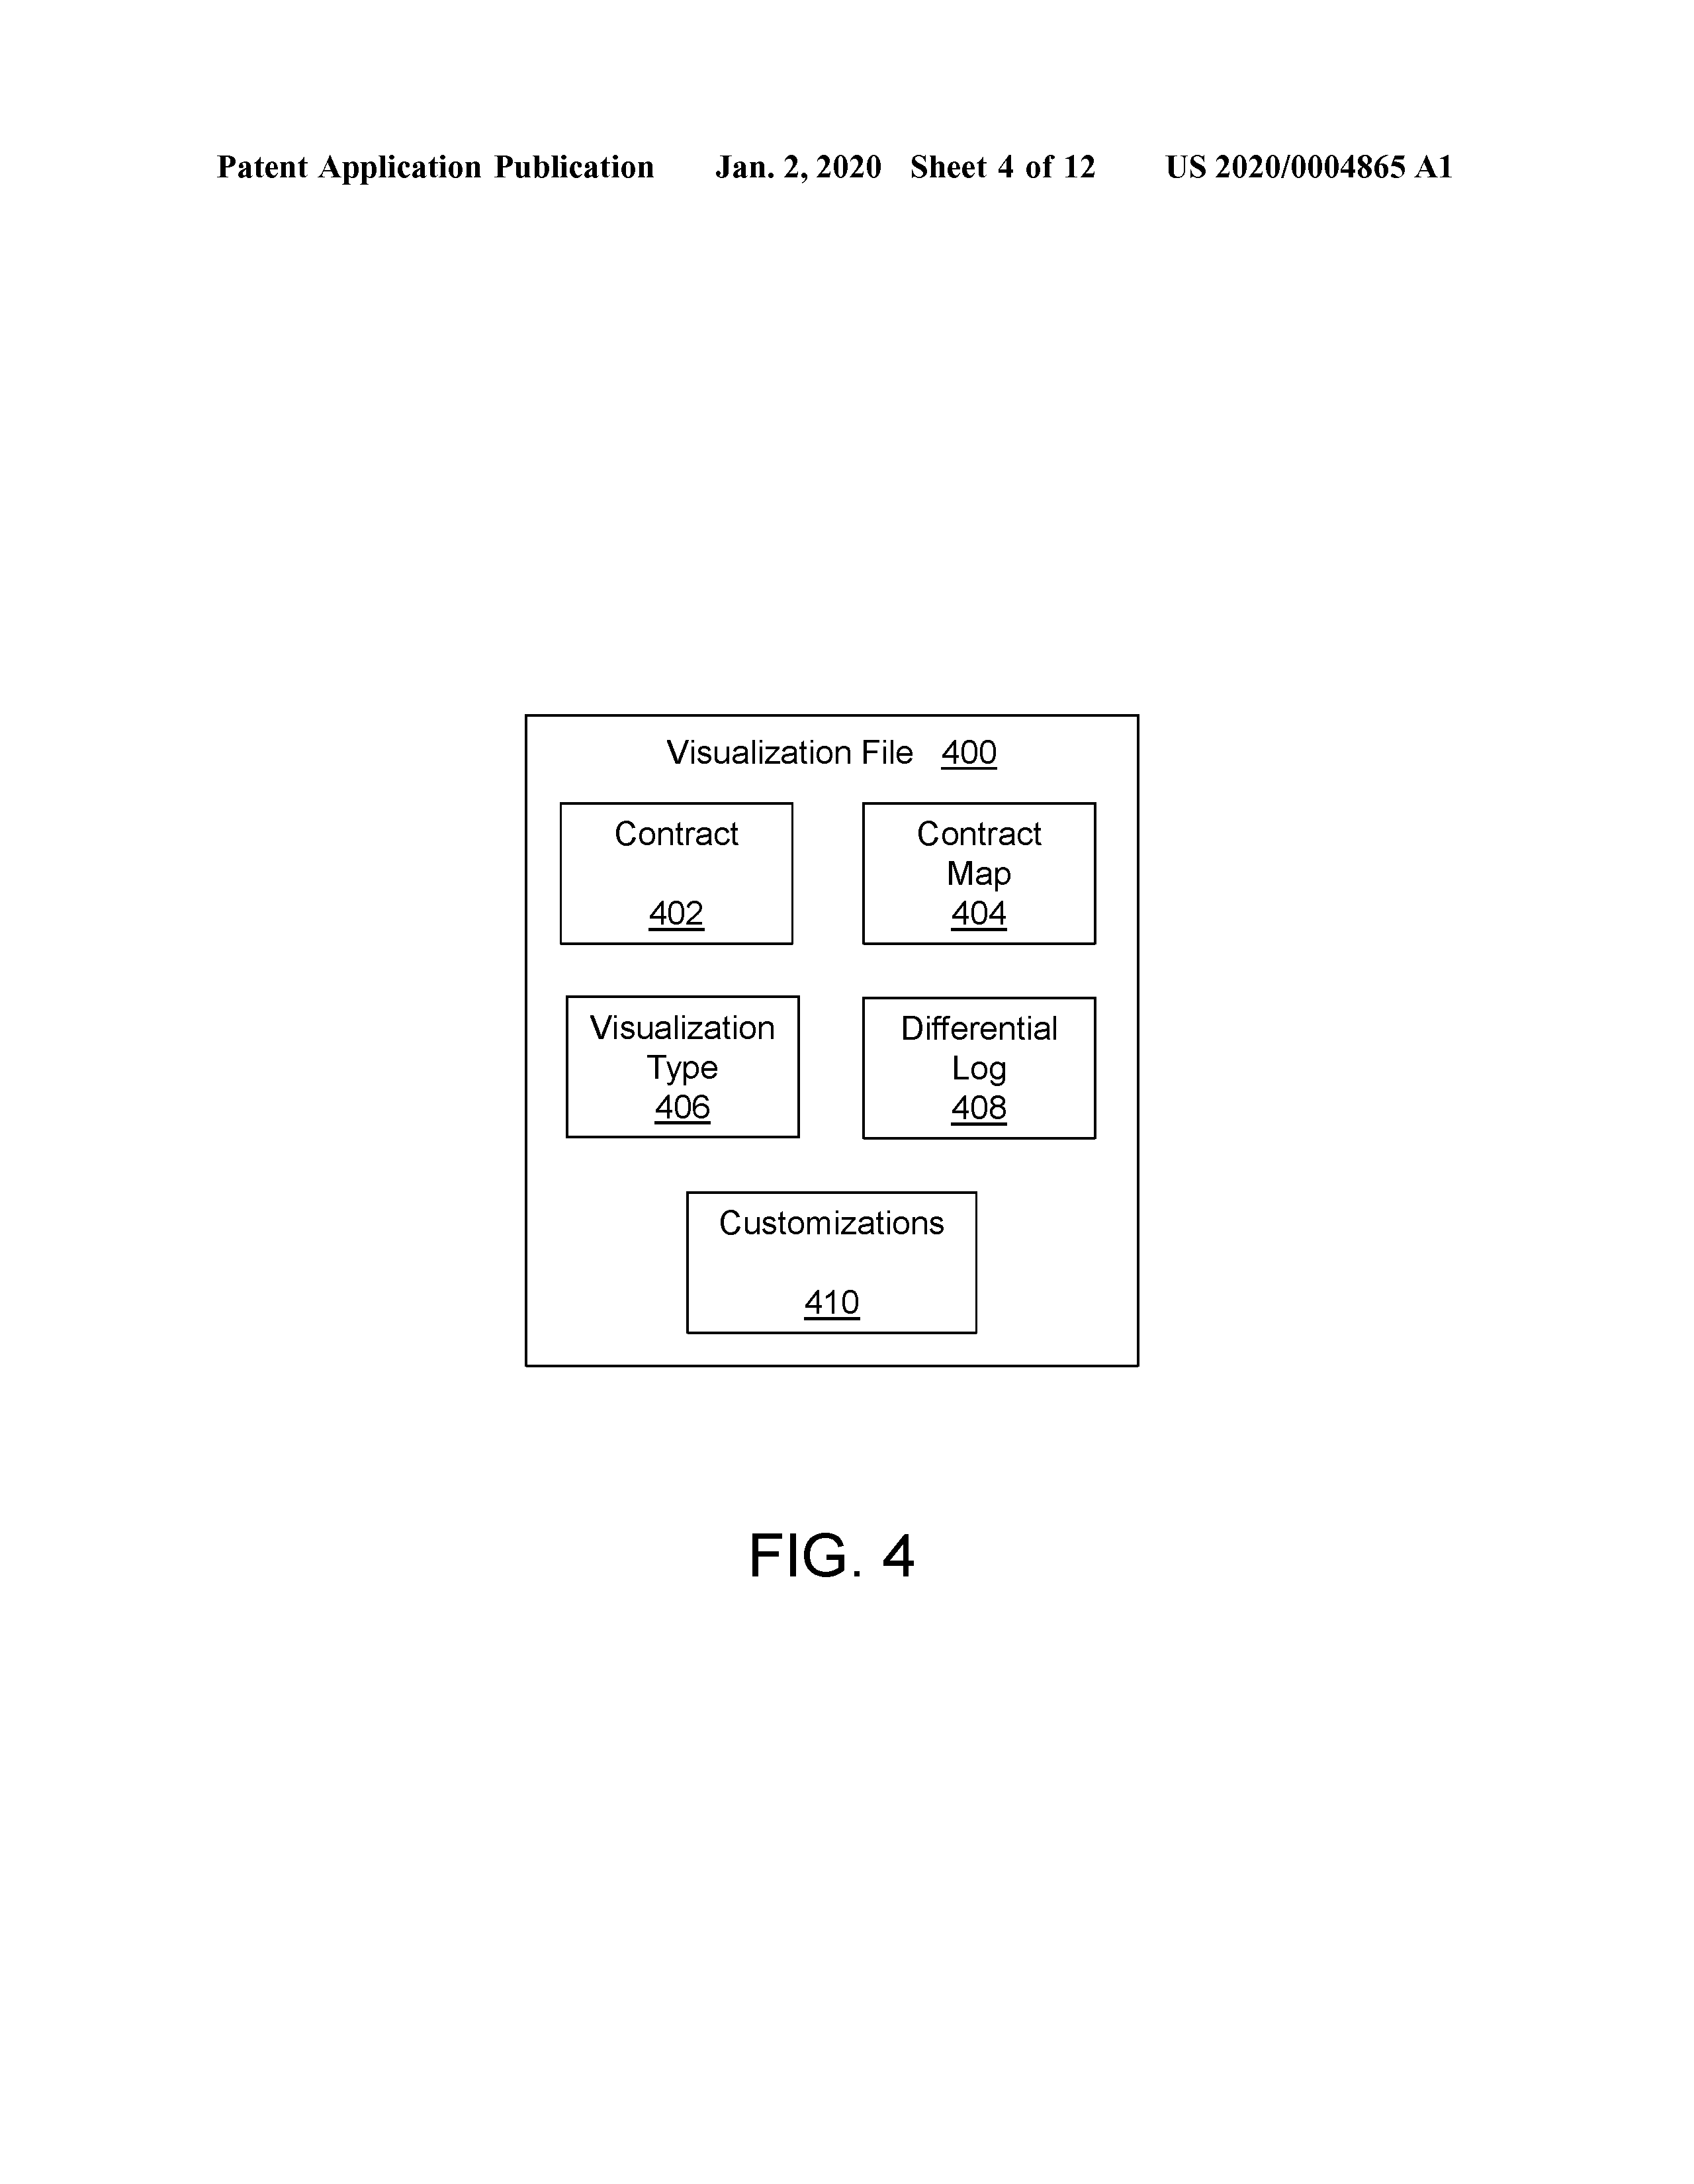 Patent Application Publication Jan. 2, 2020 Sheet 4 of 12 US 2020/0004865 A1
Visualization File 400
Contract
402
Contract
Map
404
Visualization
Type
406
Differential
Log
408
Customizations
410
FIG. 4